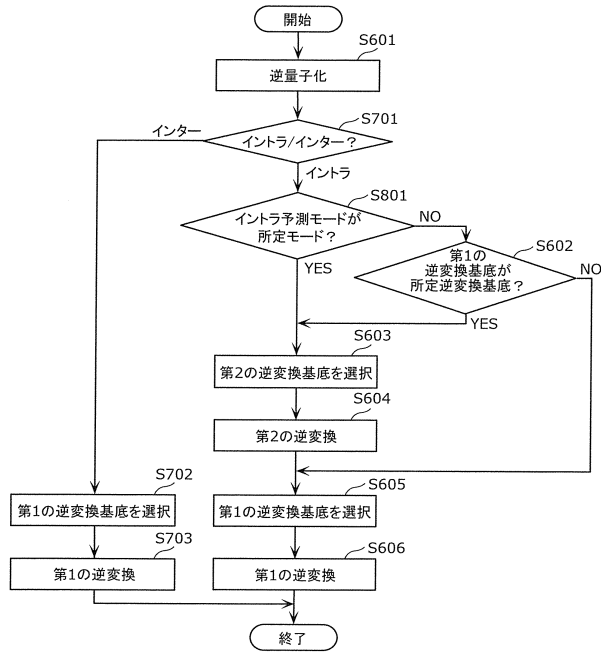 開始
S601
逆量子化
S701
インター
イントラ/インター？
イントラ
S801
イントラ予測モードが
所定モード？
NO
YES
S602
第1の
逆変換基底が
所定逆変換基底？
NO
YES
S603
第2の逆変換基底を選択
S604
第2の逆変換
S702
第1の逆変換基底を選択
S605
第1の逆変換基底を選択
S703
第1の逆変換
S606
第1の逆変換
終了